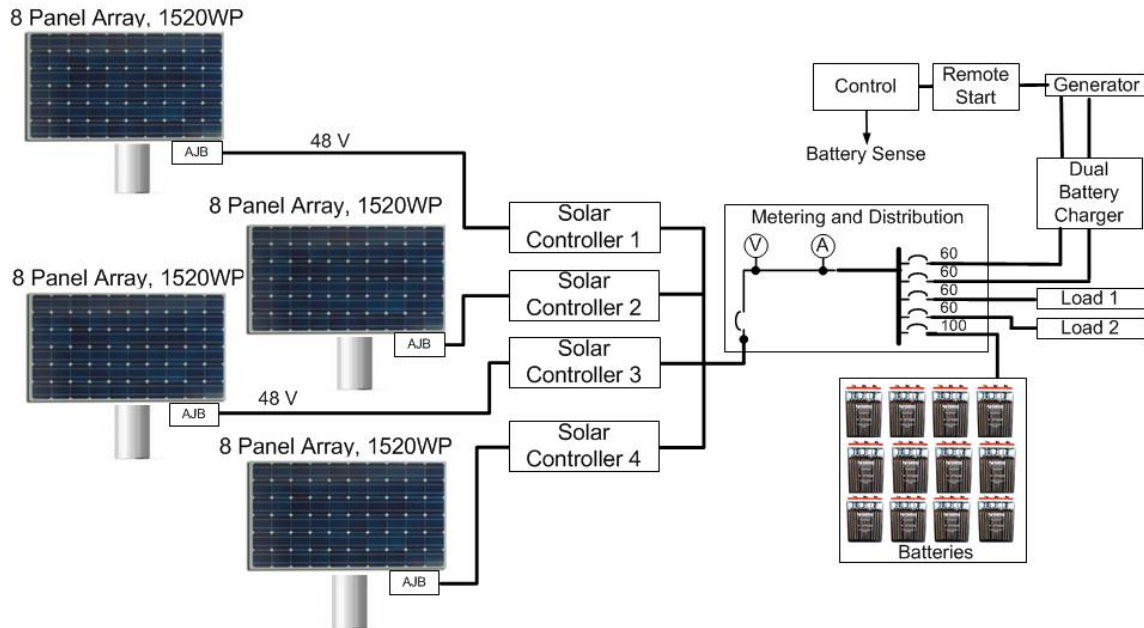 8 Panel Array, 1520WP
AJB
48 V
8 Panel Array, 1520WP
AJB
8 Panel Array, 1520WP
AJB
48 V
8 Panel Array, 1520WP
AJB
Solar
Controller 1
Solar
Controller 2
Solar
Controller 3
Solar
Controller 4
Metering and Distribution
V
A
60
60
60
60
100
Control
Remote
Start
Generator
Battery Sense
Dual
Battery
Charger
Load 1
Load 2
Batteries